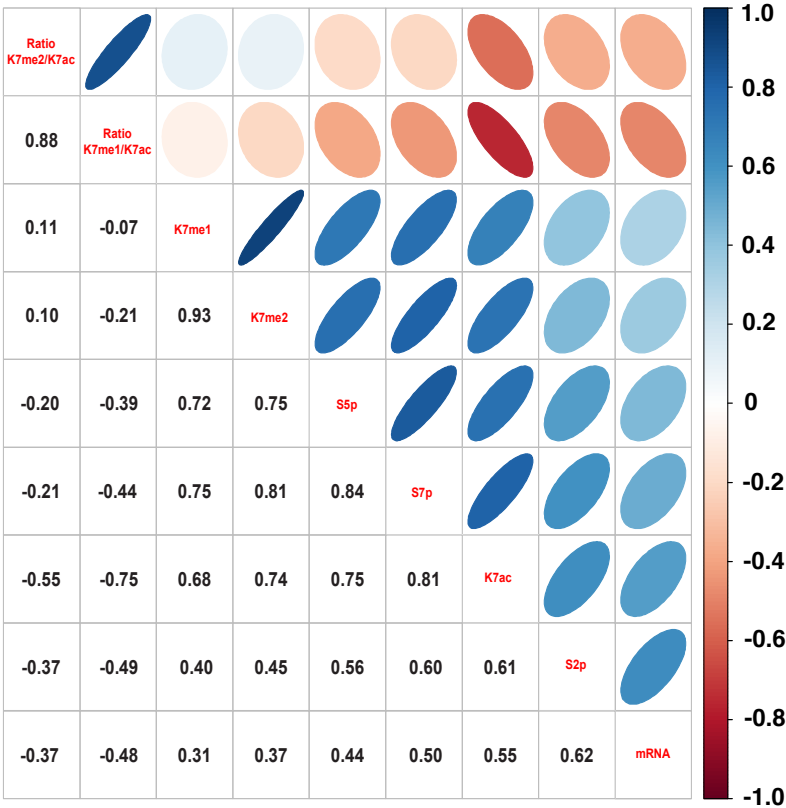 Ratio
K7me2/K7ac
0.88
Ratio
K7me1/K7ac
0.11 -0.07 K7me1
0.10 -0.21 0.93 K7me2
-0.20 -0.39 0.72 0.75 S5p
-0.21 -0.44 0.75 0.81 0.84 S7p
-0.55 -0.75 0.68 0.74 0.75 0.81 K7ac
-0.37 -0.49 0.40 0.45 0.56 0.60 0.61 S2p
-0.37 -0.48 0.31 0.37 0.44 0.50 0.55 0.62 mRNA
1.0
0.8
0.6
0.4
0.2
0
-0.2
-0.4
-0.6
-0.8
-1.0